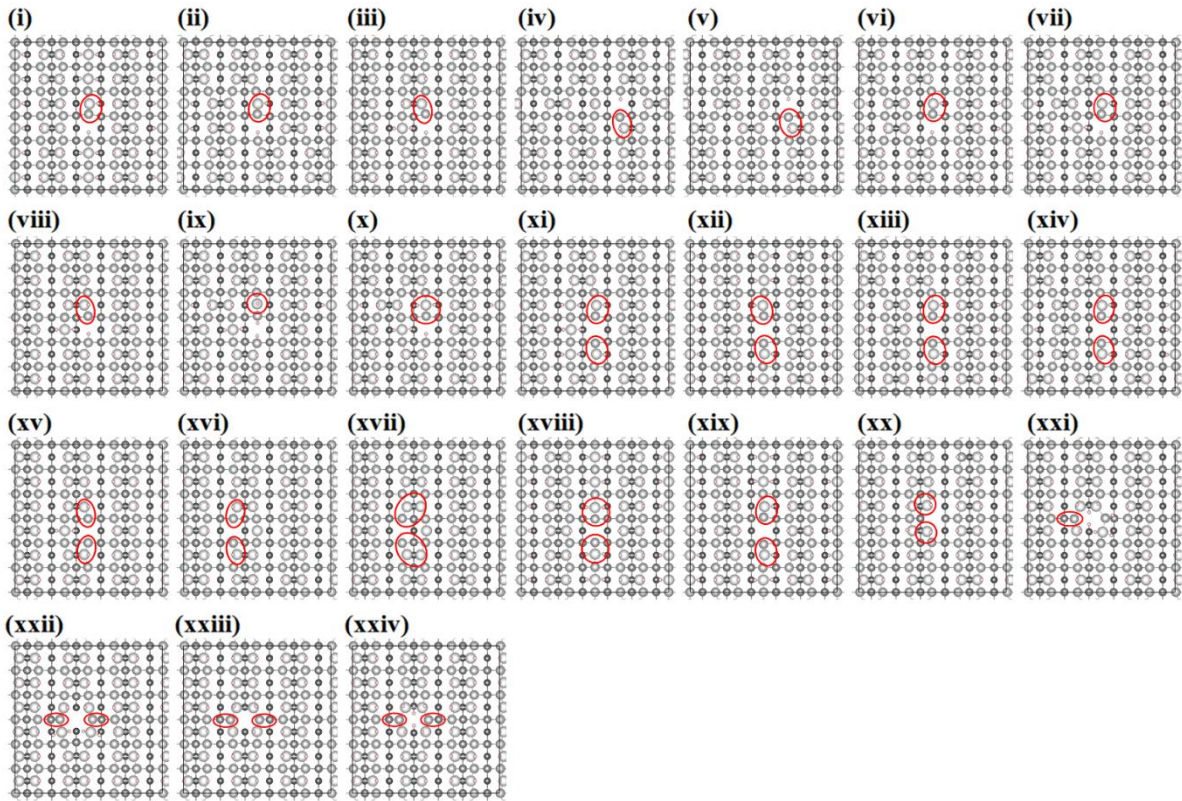 (i) (ii) (iii) (iv) (v) (vi) (vii)
(viii) (ix) (x) (xi) (xii) (xiii) (xiv)
(xv) (xvi) (xvii) (xviii) (xix) (xx) (xxi)
(xxii) (xxiii) (xxiv)